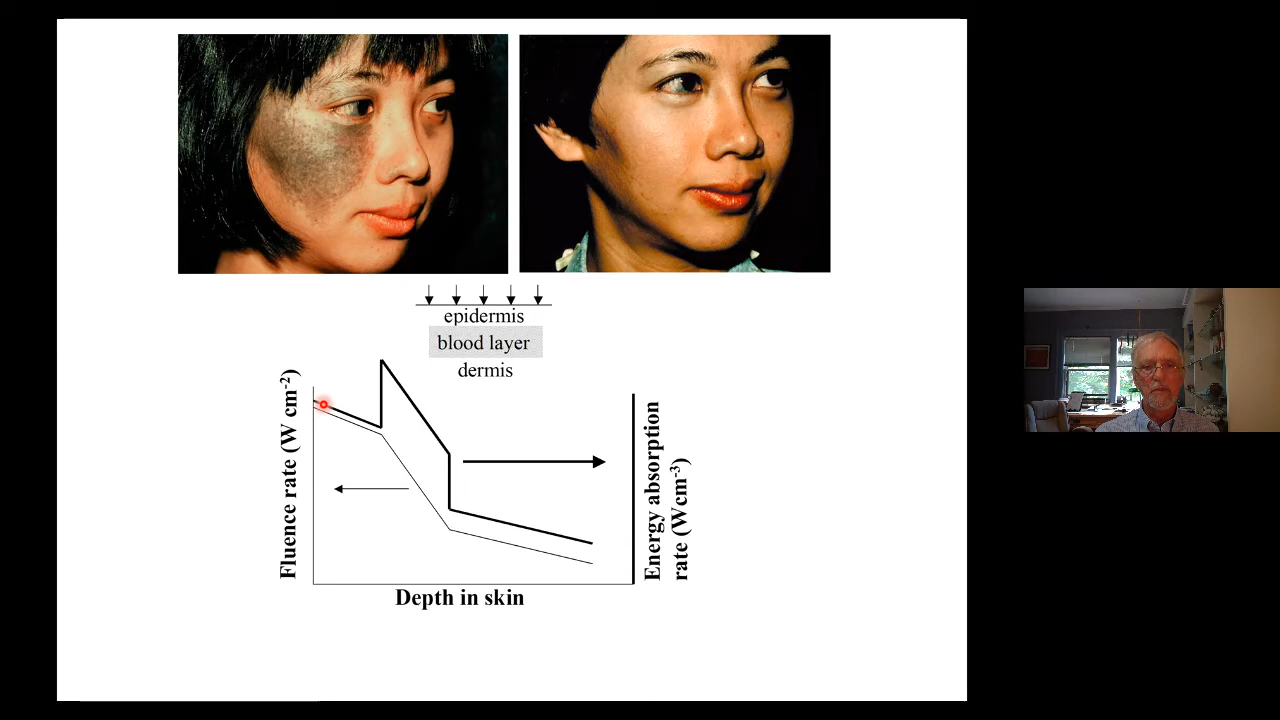 epidermis
blood layer
dermis
Fluence rate (W cm-2)
Energy absorption
rate (Wcm-3)
Depth in skin